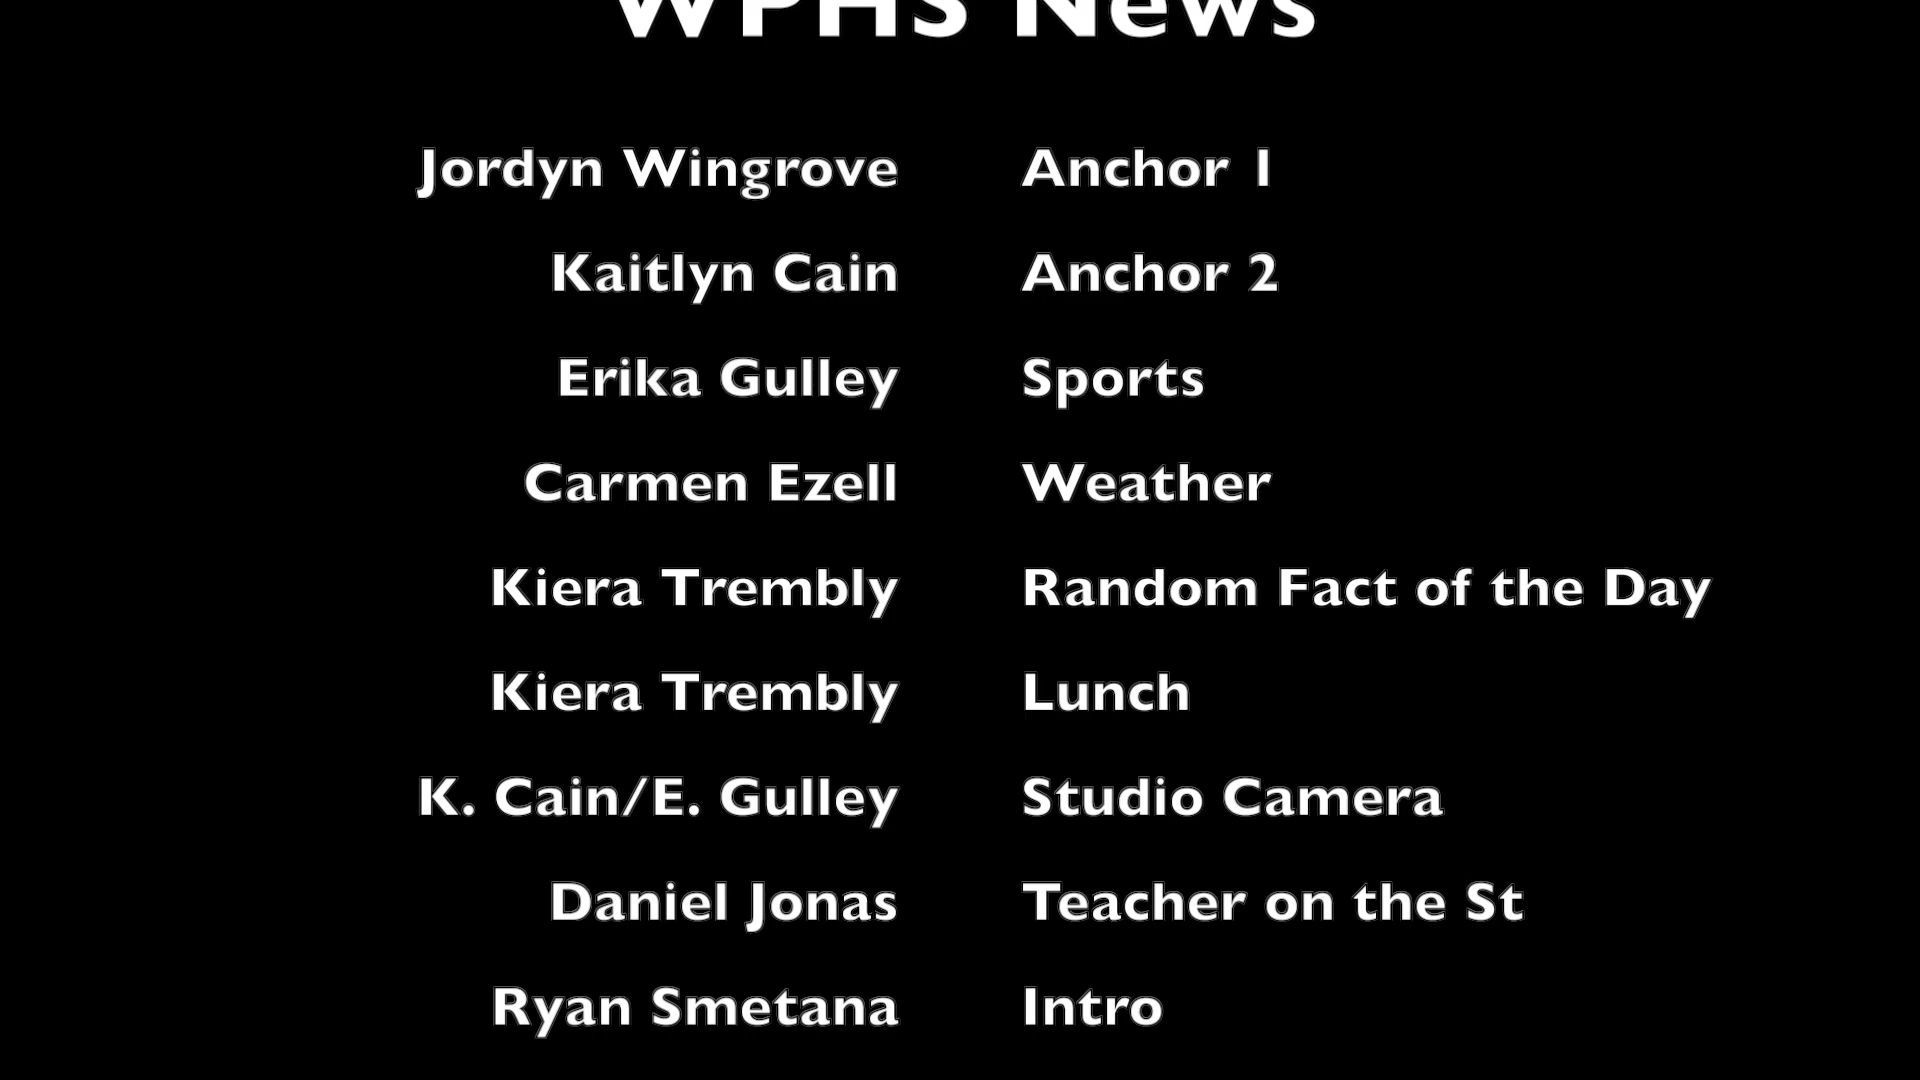 WPHS News
Jordyn Wingrove Anchor 1
Kaitlyn Cain Anchor 2
Erika Gulley Sports
Carmen Ezell Weather
Kiera Trembly Random Fact of the Day
Kiera Trembly Lunch
K. Cain/E. Gulley Studio Camera
Daniel Jonas Teacher on the St
Ryan Smetana Intro